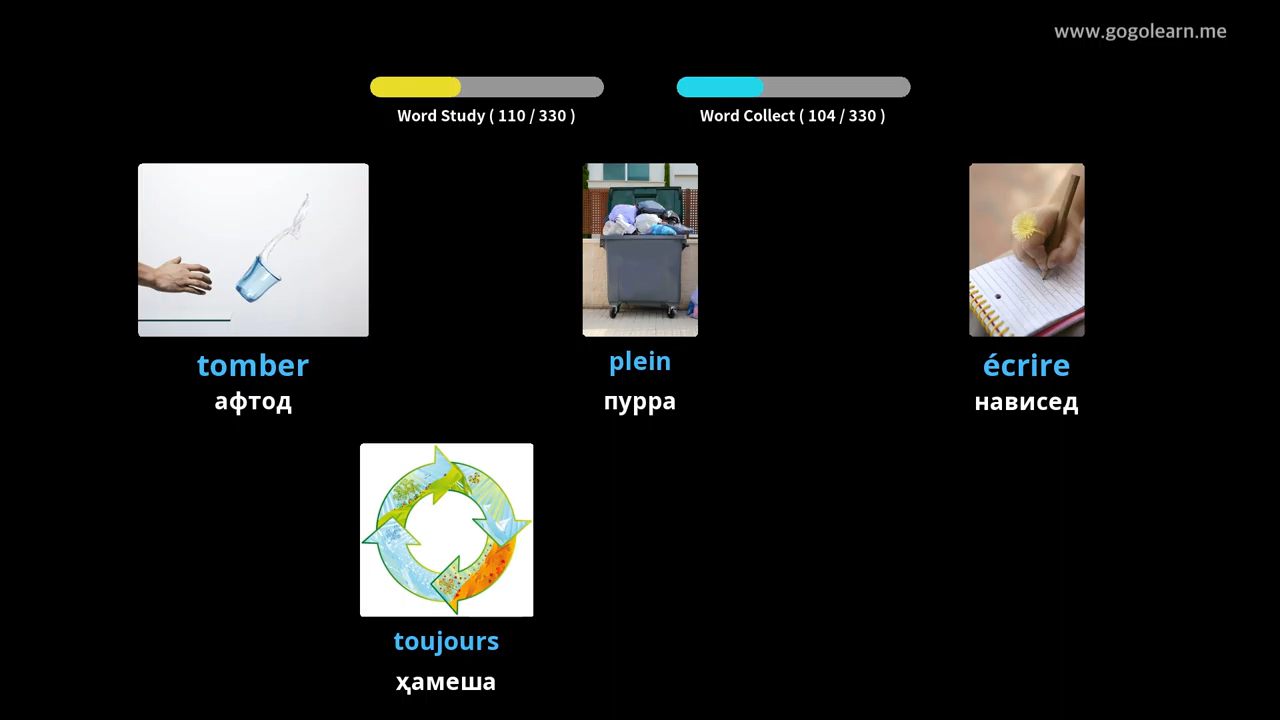 www.gogolearn.me
Word Study ( 110 / 330 )
Word Collect ( 104 / 330 )
tomber
афтод
plein
пурра
écrire
нависед
toujours
ҳамеша